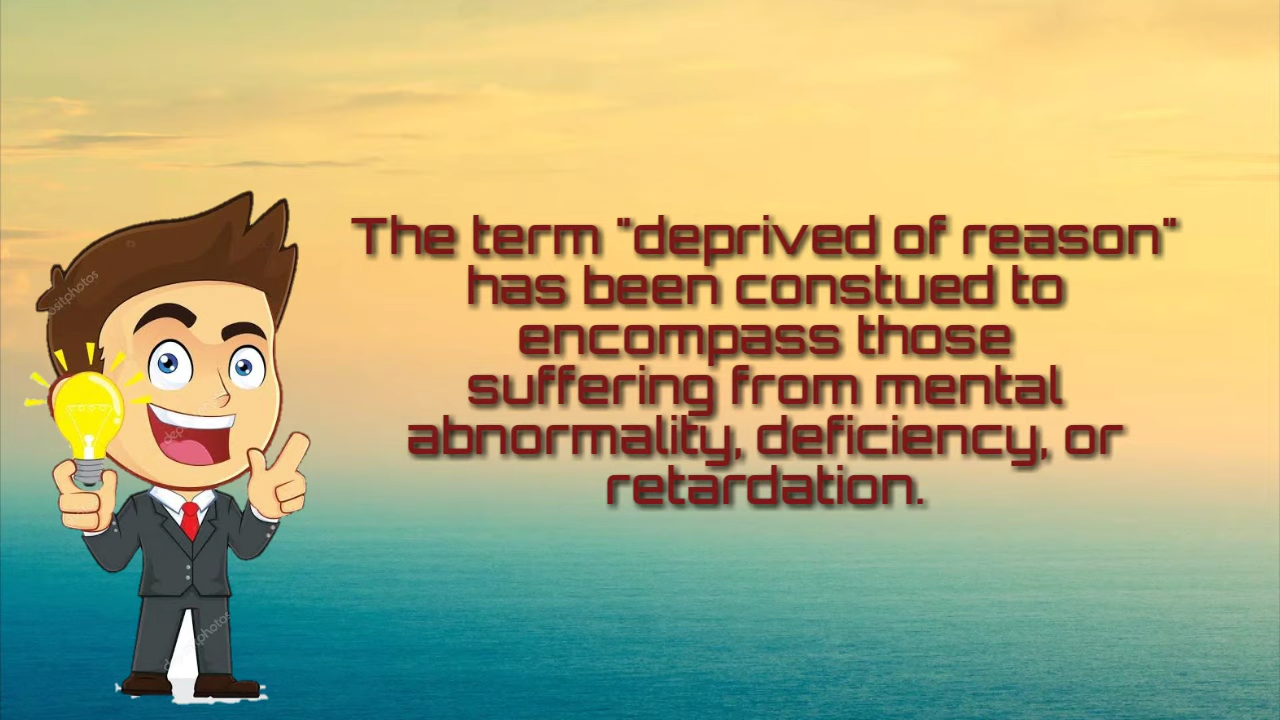 The term "deprived of reason"
has been constued to
encompass those
suffering from mental
abnormality, deficiency, or
retardation.